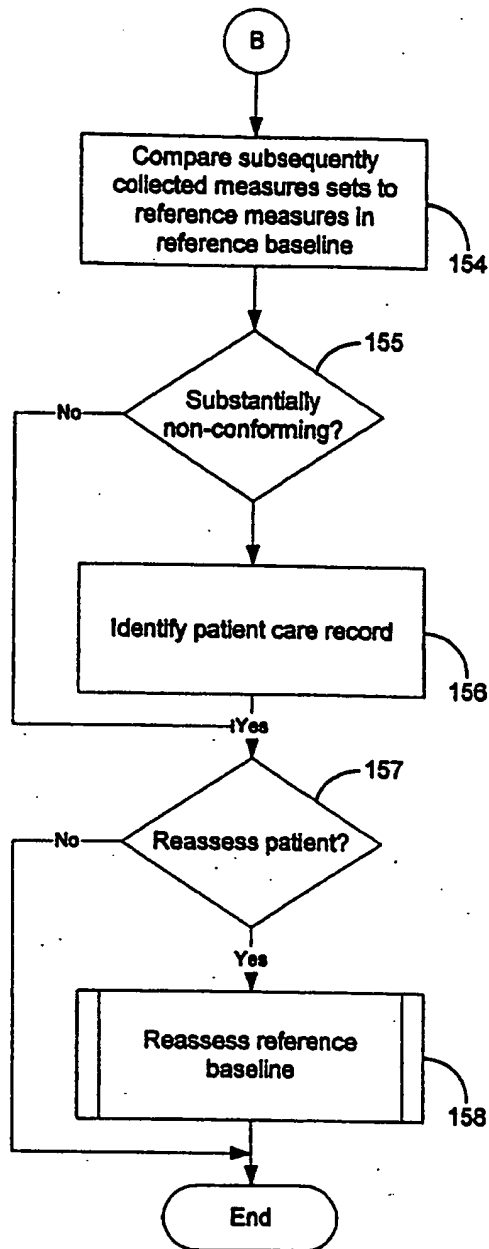 B
Compare subsequently
collected measures sets to
reference measures in
reference baseline
154
155
Substantially
non-conforming?
No
Identify patient care record
156
Yes
157
Reassess patient?
No
Yes
Reassess reference
baseline
158
End